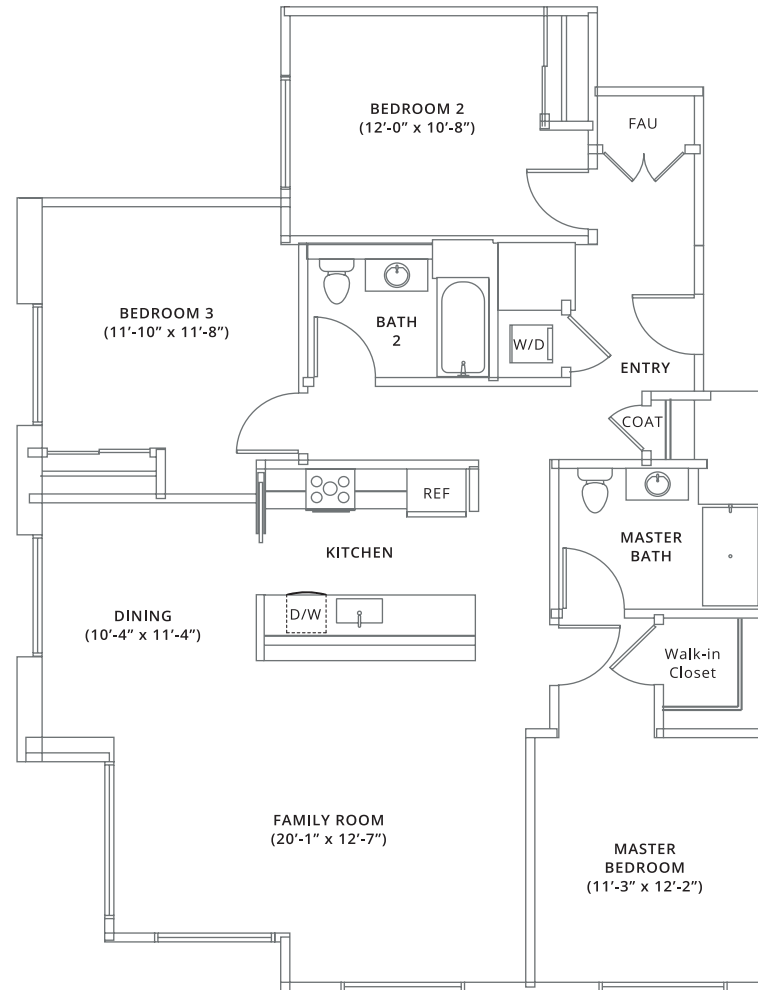 BEDROOM 2
(12’-0” x 10’-8”)
FAU
BEDROOM 3
(11’-10” x 11’-8”)
BATH
2
W/D
ENTRY
COAT
REF
KITCHEN
MASTER
BATH
DINING
(10’-4” x 11’-4”)
D/W
Walk-in
Closet
FAMILY ROOM
(20’-1” x 12’-7”)
MASTER
BEDROOM
(11’-3” x 12’-2”)